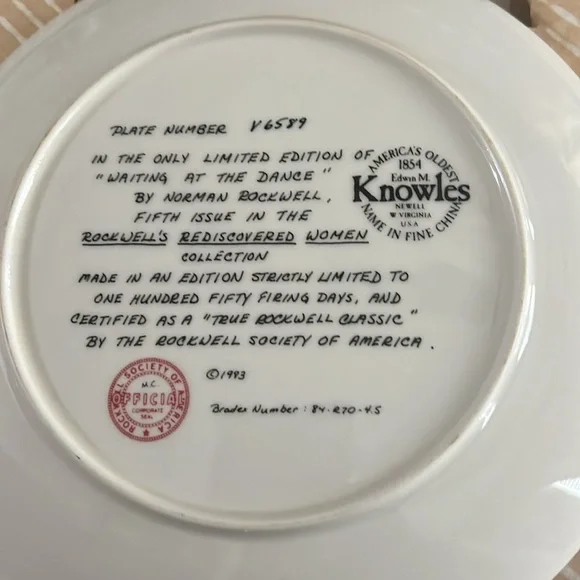 PLATE NUMBER V6589
IN THE ONLY LIMITED EDITION OF
"WAITING AT THE DANCE"
BY NORMAN ROCKWELL,
FIFTH ISSUE IN THE
ROCKWELL'S REDISCOVERED WOMEN
COLLECTION
MADE IN AN EDITION STRICTLY LIMITED TO
ONE HUNDRED FIFTY FIRING DAYS, AND
CERTIFIED AS A "TRUE ROCKWELL CLASSIC"
BY THE ROCKWELL SOCIETY OF AMERICA.
AMERICA'S OLDEST
1854
Edwin M.
Knowles
NEWELL
W VIRGINIA
U.S.A
NAME IN FINE CHINA
©1983
Bradex Number: 84-R70-4.5
ROCKWELL SOCIETY OF AMERICA
M.C.
OFFICIAL
CORPORATE
SEAL